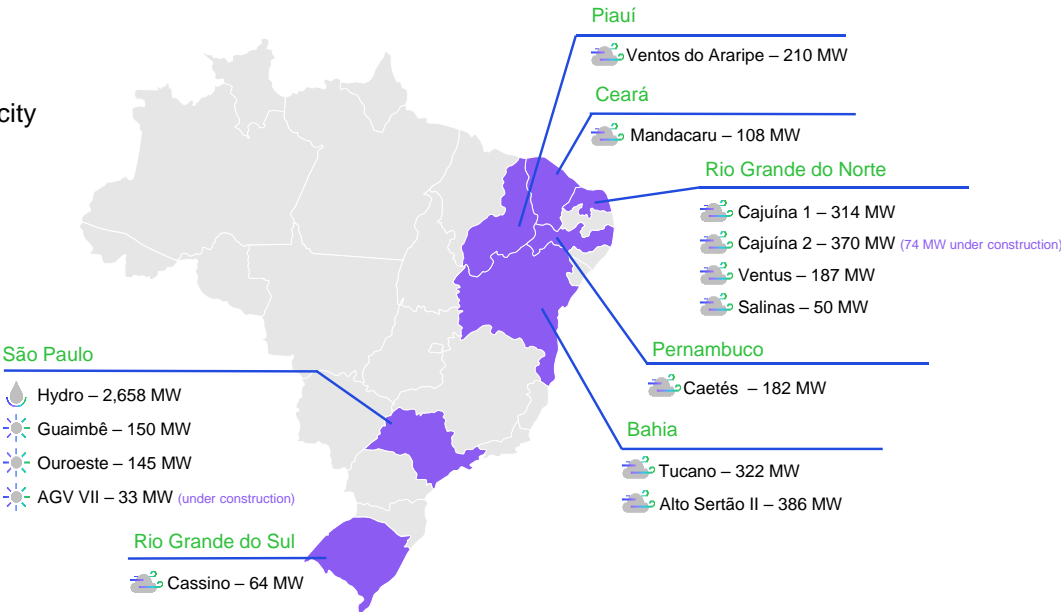 city
Piauí
Ventos do Araripe – 210 MW
Ceará
Mandacaru – 108 MW
Rio Grande do Norte
Cajuína 1 – 314 MW
Cajuína 2 – 370 MW (74 MW under construction)
Ventus – 187 MW
Salinas – 50 MW
Pernambuco
Caetés – 182 MW
Bahia
Tucano – 322 MW
Alto Sertão II – 386 MW
São Paulo
Hydro – 2,658 MW
Guaimbê – 150 MW
Ouroeste – 145 MW
AGV VII – 33 MW (under construction)
Rio Grande do Sul
Cassino – 64 MW